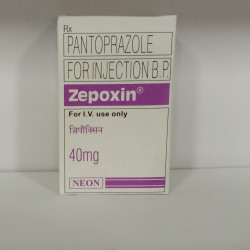 Rx
PANTOPRAZOLE
FOR INJECTION B.P.
Zepoxin®
For I.V. use only
ज़िपौक्सिन
40mg
NEON